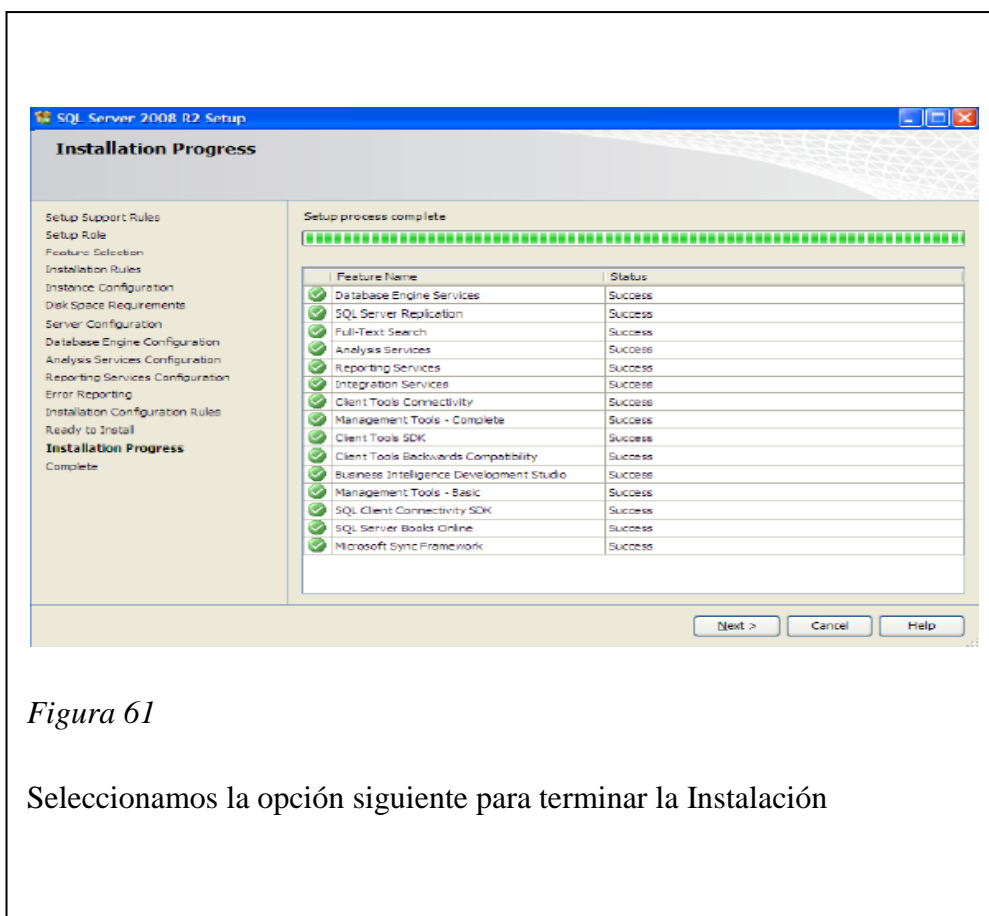 SQL Server 2008 R2 Setup
Installation Progress
Setup Support Rules
Setup Role
Feature Selection
Installation Rules
Instance Configuration
Disk Space Requirements
Server Configuration
Database Engine Configuration
Analysis Services Configuration
Reporting Services Configuration
Error Reporting
Installation Configuration Rules
Ready to Install
Installation Progress
Complete
Setup process complete
Feature Name Status
Database Engine Services Success
SQL Server Replication Success
Full-Text Search Success
Analysis Services Success
Reporting Services Success
Integration Services Success
Client Tools Connectivity Success
Management Tools - Complete Success
Client Tools SDK Success
Client Tools Backwards Compatibility Success
Business Intelligence Development Studio Success
Management Tools - Basic Success
SQL Client Connectivity SDK Success
SQL Server Books Online Success
Microsoft Sync Framework Success
Next > Cancel Help
Figura 61
Seleccionamos la opción siguiente para terminar la Instalación